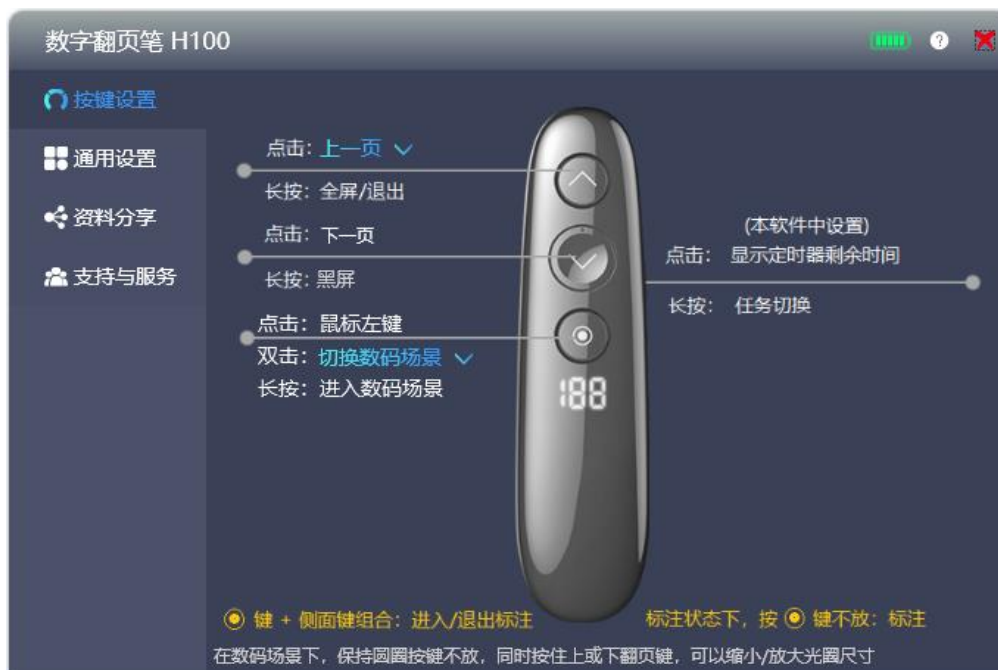 数字翻页笔 H100
按键设置
通用设置
资料分享
支持与服务
点击：上一页
长按：全屏/退出
点击：下一页
长按：黑屏
点击：鼠标左键
双击：切换数码场景
长按：进入数码场景
188
(本软件中设置)
点击：显示定时器剩余时间
长按：任务切换
键 + 侧面键组合：进入/退出标注
标注状态下，按 键不放：标注
在数码场景下，保持圆圈按键不放，同时按住上或下翻页键，可以缩小/放大光圈尺寸